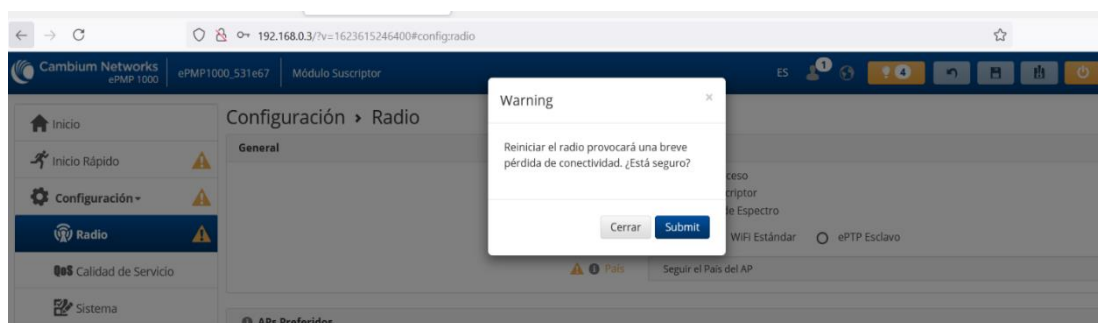 192.168.0.3/?v=1623615246400#config:radio
Cambium Networks
ePMP 1000
ePMP1000_531e67
Módulo Suscriptor
ES
1
4
Warning
×
Reiniciar el radio provocará una breve
pérdida de conectividad. ¿Está seguro?
Cerrar
Submit
Inicio
Inicio Rápido
Configuración
Radio
QoS Calidad de Servicio
Sistema
Configuración › Radio
General
de Espectro
WiFi Estándar
ePTP Esclavo
País
Seguir el País del AP
APs Preferidos